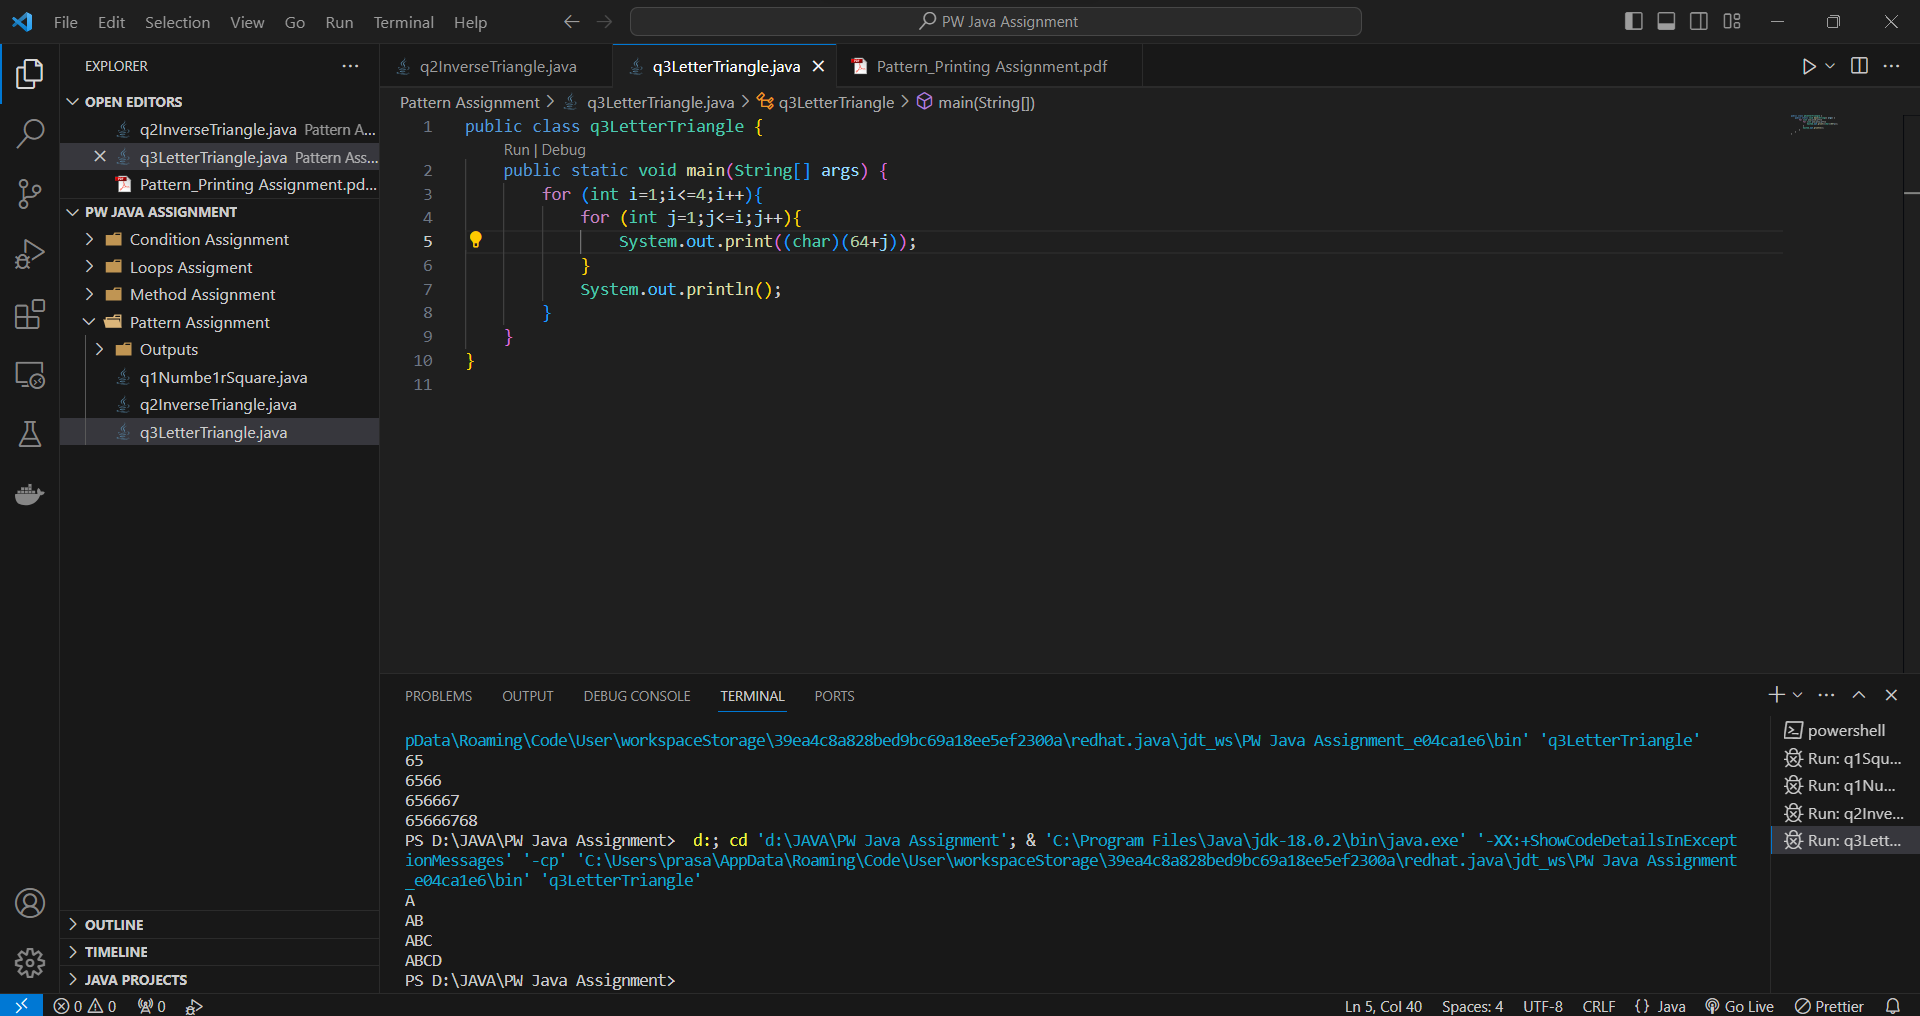 File Edit Selection View Go Run Terminal Help
PW Java Assignment
EXPLORER
OPEN EDITORS
q2InverseTriangle.java Pattern A...
q3LetterTriangle.java Pattern Ass...
Pattern_Printing Assignment.pd...
PW JAVA ASSIGNMENT
Condition Assignment
Loops Assigment
Method Assignment
Pattern Assignment
Outputs
q1Numbe1rSquare.java
q2InverseTriangle.java
q3LetterTriangle.java
OUTLINE
TIMELINE
JAVA PROJECTS
q2InverseTriangle.java q3LetterTriangle.java Pattern_Printing Assignment.pdf
Pattern Assignment > q3LetterTriangle.java > q3LetterTriangle > main(String[])
1 public class q3LetterTriangle {
Run | Debug
2 public static void main(String[] args) {
3 for (int i=1;i<=4;i++){
4 for (int j=1;j<=i;j++){
5 System.out.print((char)(64+j));
6 }
7 System.out.println();
8 }
9 }
10 }
11
PROBLEMS OUTPUT DEBUG CONSOLE TERMINAL PORTS
pData\Roaming\Code\User\workspaceStorage\39ea4c8a828bed9bc69a18ee5ef2300a\redhat.java\jdt_ws\PW Java Assignment_e04ca1e6\bin' 'q3LetterTriangle'
65
6566
656667
65666768
PS D:\JAVA\PW Java Assignment>  d:; cd 'd:\JAVA\PW Java Assignment'; & 'C:\Program Files\Java\jdk-18.0.2\bin\java.exe' '-XX:+ShowCodeDetailsInExcept
ionMessages' '-cp' 'C:\Users\prasa\AppData\Roaming\Code\User\workspaceStorage\39ea4c8a828bed9bc69a18ee5ef2300a\redhat.java\jdt_ws\PW Java Assignment
_e04ca1e6\bin' 'q3LetterTriangle'
A
AB
ABC
ABCD
PS D:\JAVA\PW Java Assignment>
powershell
Run: q1Squ...
Run: q1Nu...
Run: q2Inve...
Run: q3Lett...
0 0 0 Ln 5, Col 40 Spaces: 4 UTF-8 CRLF {} Java Go Live Prettier